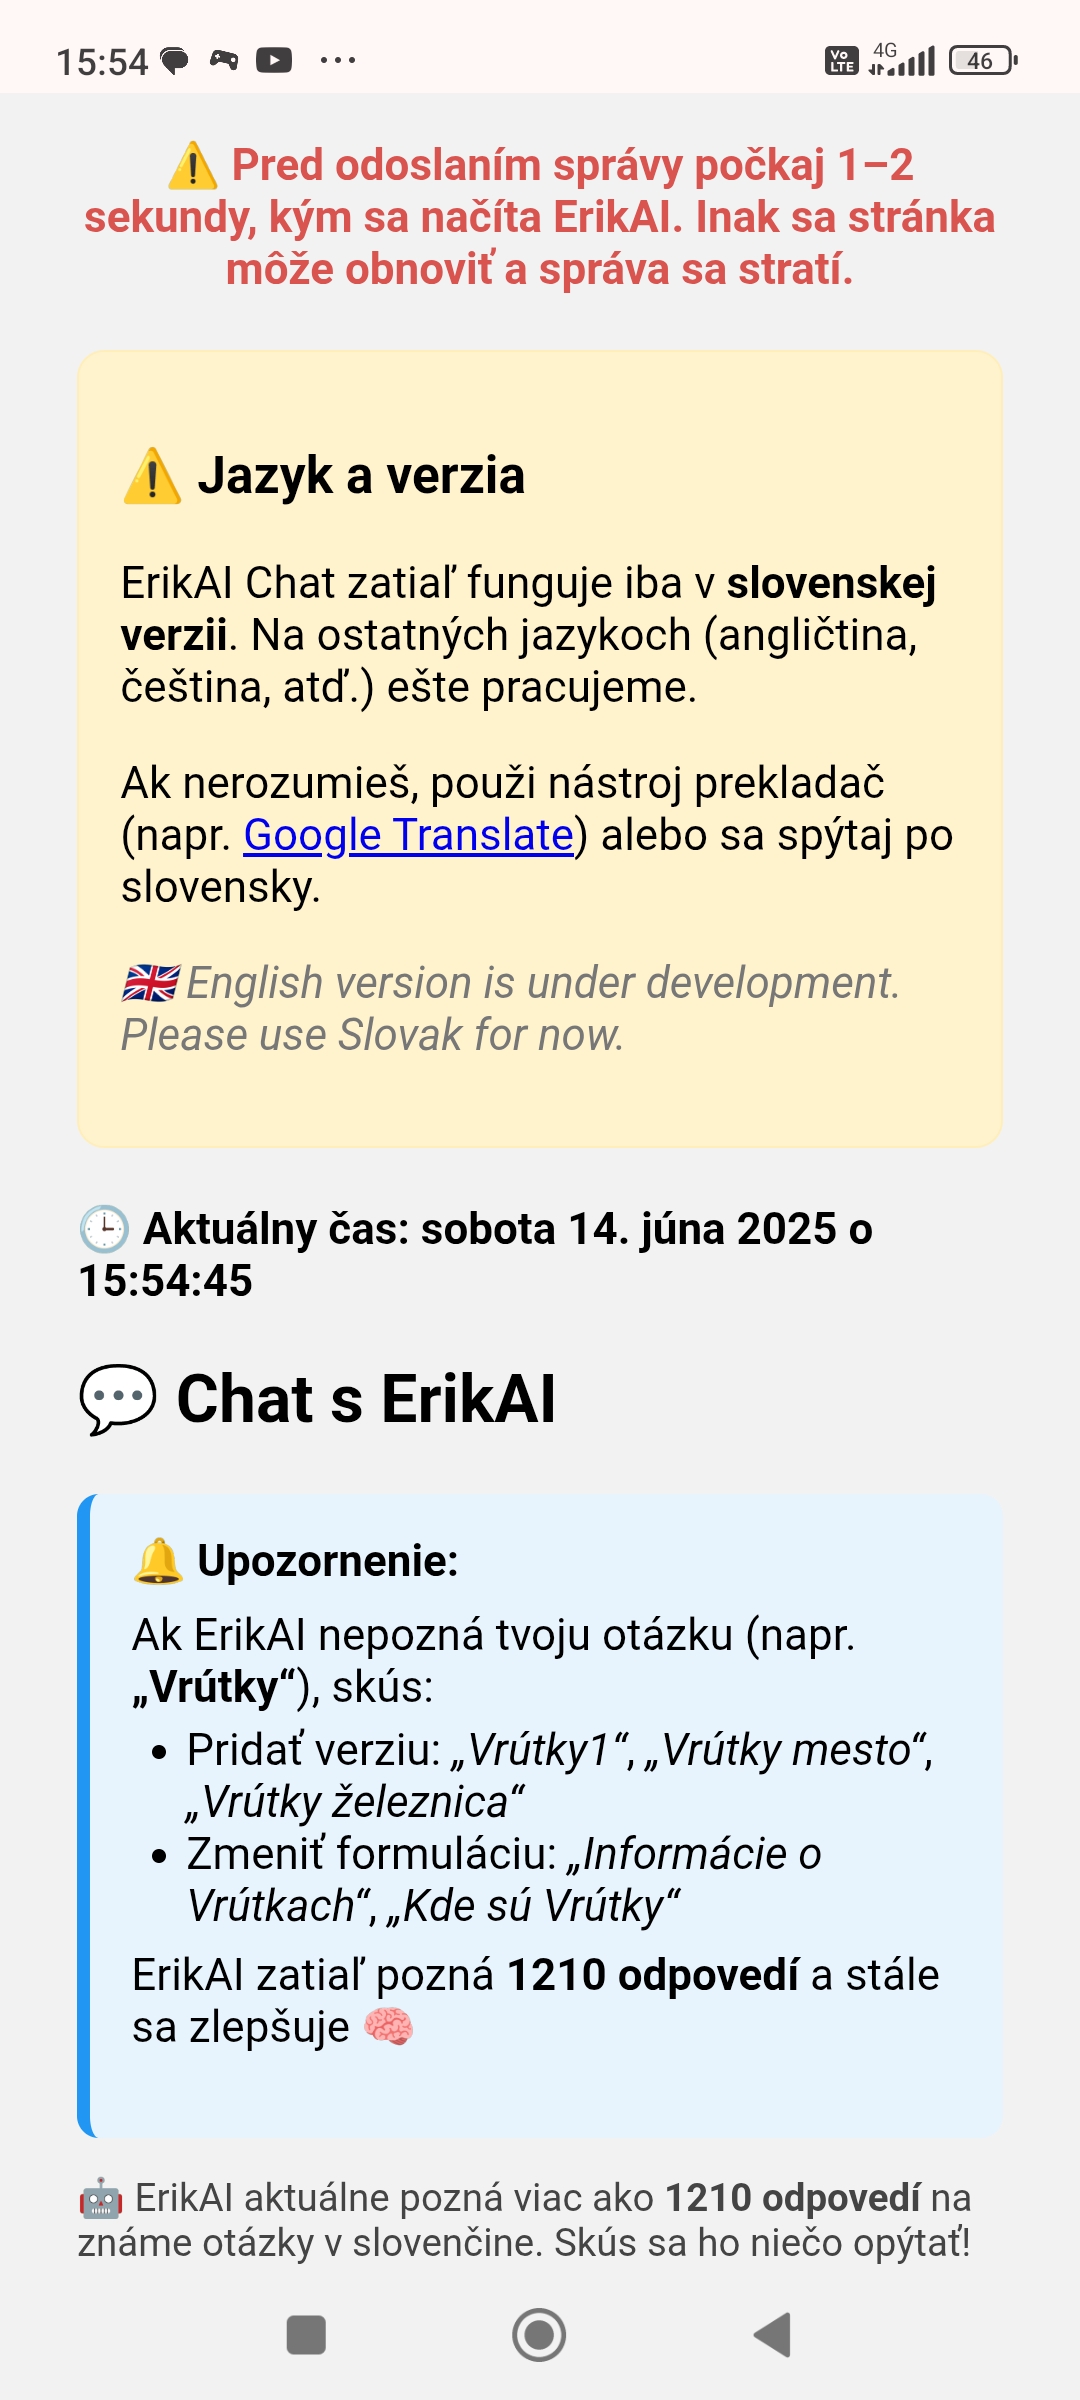 15:54
Vo LTE 4G 46
⚠️ Pred odoslaním správy počkaj 1–2
sekundy, kým sa načíta ErikAI. Inak sa stránka
môže obnoviť a správa sa stratí.
⚠️ Jazyk a verzia
ErikAI Chat zatiaľ funguje iba v slovenskej
verzii. Na ostatných jazykoch (angličtina,
čeština, atď.) ešte pracujeme.
Ak nerozumieš, použi nástroj prekladač
(napr. Google Translate) alebo sa spýtaj po
slovensky.
🇬🇧 English version is under development.
Please use Slovak for now.
🕒 Aktuálny čas: sobota 14. júna 2025 o
15:54:45
💬 Chat s ErikAI
🔔 Upozornenie:
Ak ErikAI nepozná tvoju otázku (napr.
„Vrútky“), skús:
• Pridať verziu: „Vrútky1“, „Vrútky mesto“,
„Vrútky železnica“
• Zmeniť formuláciu: „Informácie o
Vrútkach“, „Kde sú Vrútky“
ErikAI zatiaľ pozná 1210 odpovedí a stále
sa zlepšuje 🧠
🤖 ErikAI aktuálne pozná viac ako 1210 odpovedí na
známe otázky v slovenčine. Skús sa ho niečo opýtať!